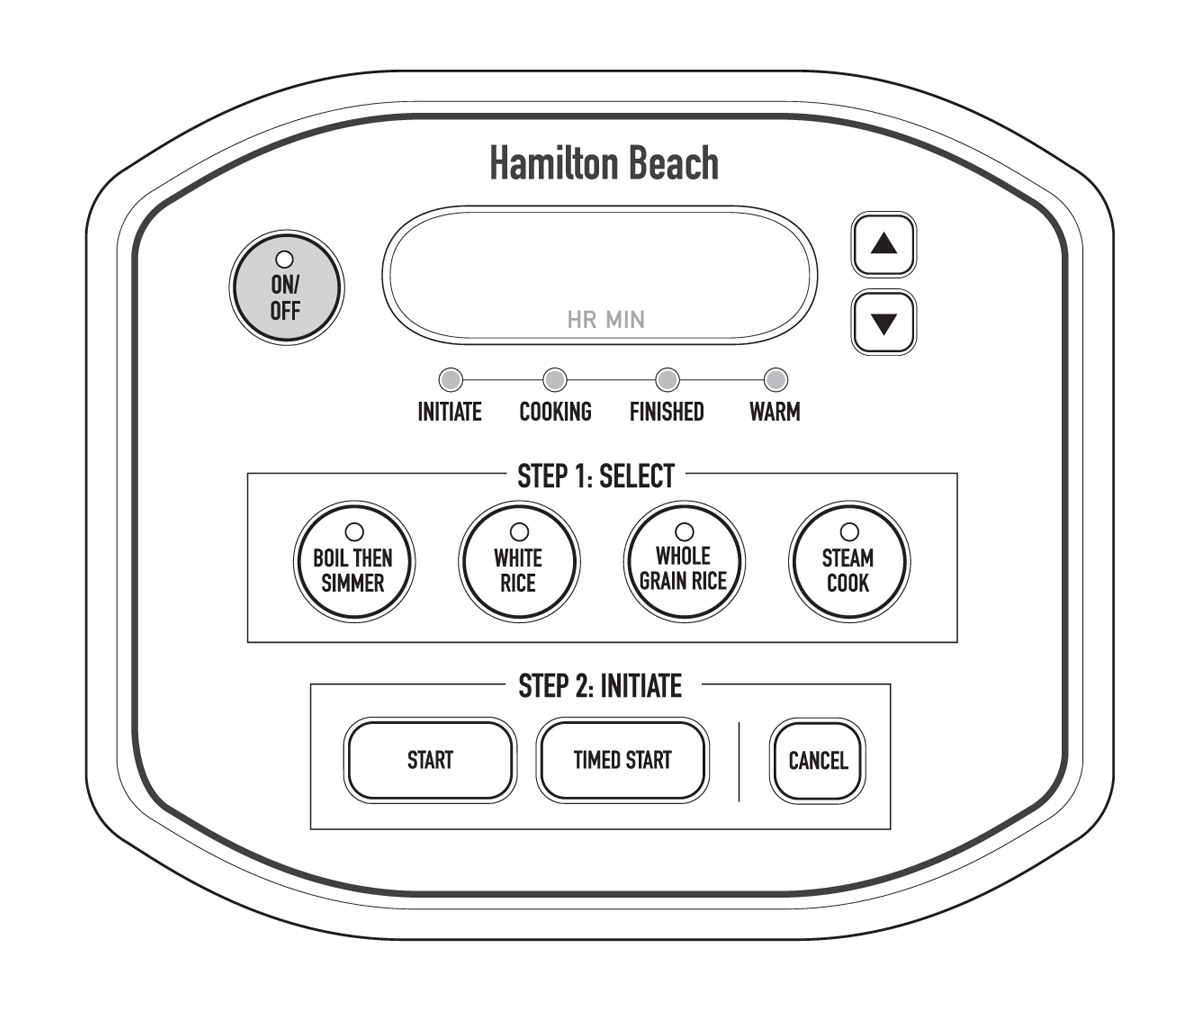 Hamilton Beach
ON/
OFF
HR MIN
INITIATE COOKING FINISHED WARM
STEP 1: SELECT
BOIL THEN
SIMMER
WHITE
RICE
WHOLE
GRAIN RICE
STEAM
COOK
STEP 2: INITIATE
START
TIMED START
CANCEL